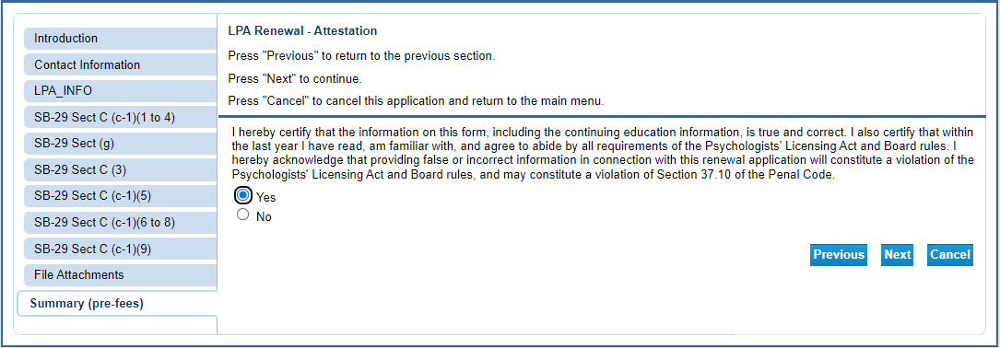 Introduction
Contact Information
LPA_INFO
SB-29 Sect C (c-1)(1 to 4)
SB-29 Sect (g)
SB-29 Sect C (3)
SB-29 Sect C (c-1)(5)
SB-29 Sect C (c-1)(6 to 8)
SB-29 Sect C (c-1)(9)
File Attachments
Summary (pre-fees)
LPA Renewal - Attestation
Press "Previous" to return to the previous section.
Press "Next" to continue.
Press "Cancel" to cancel this application and return to the main menu.
I hereby certify that the information on this form, including the continuing education information, is true and correct. I also certify that within
the last year I have read, am familiar with, and agree to abide by all requirements of the Psychologists' Licensing Act and Board rules. I
hereby acknowledge that providing false or incorrect information in connection with this renewal application will constitute a violation of the
Psychologists' Licensing Act and Board rules, and may constitute a violation of Section 37.10 of the Penal Code.
Yes
No
Previous Next Cancel